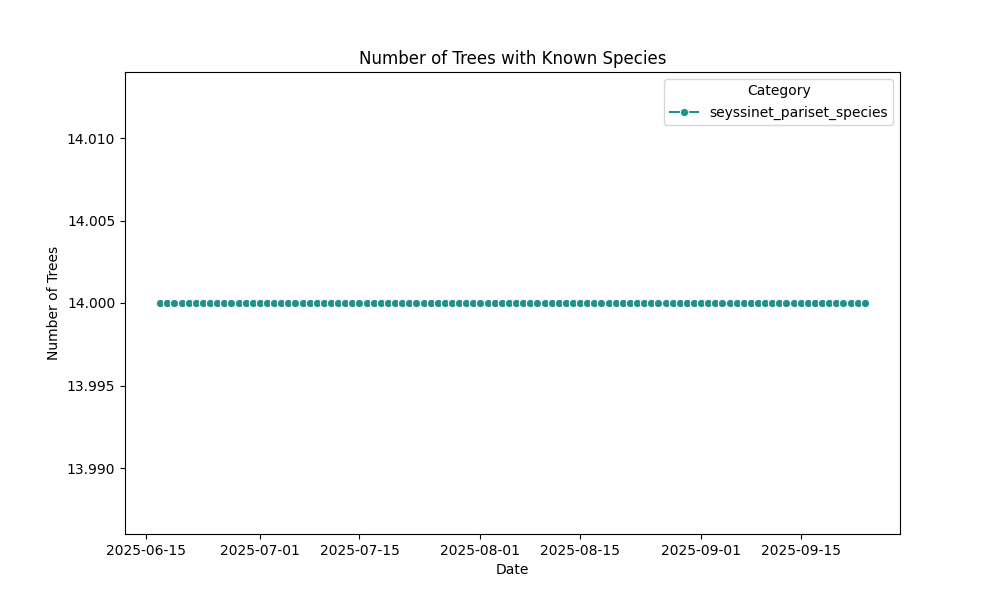 Number of Trees with Known Species
Category
seyssinet_pariset_species
14.010
14.005
14.000
13.995
13.990
Number of Trees
2025-06-15
2025-07-01
2025-07-15
2025-08-01
2025-08-15
2025-09-01
2025-09-15
Date